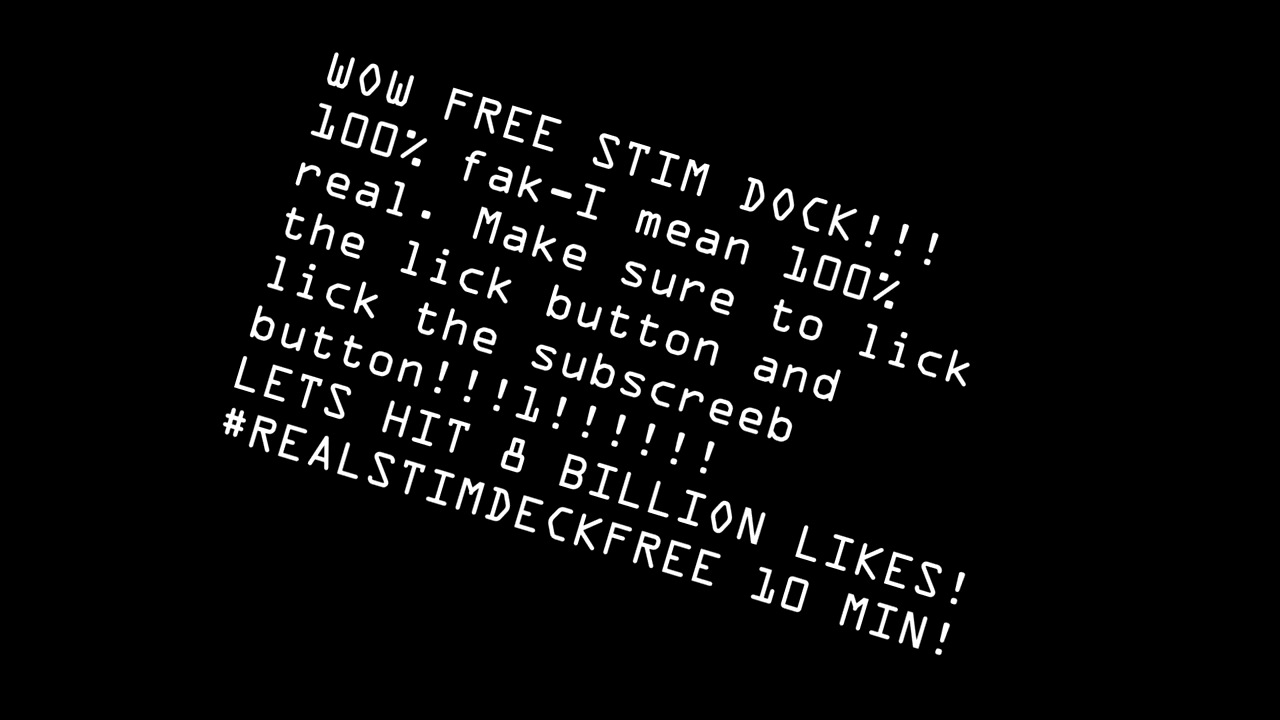 WOW FREE STIM DOCK!!!
100% fak-I mean 100%
real. Make sure to lick
the lick button and
lick the subscreeb
button!!!1!!!!!!
LETS HIT 8 BILLION LIKES!
#REALSTIMDECKFREE 10 MIN!